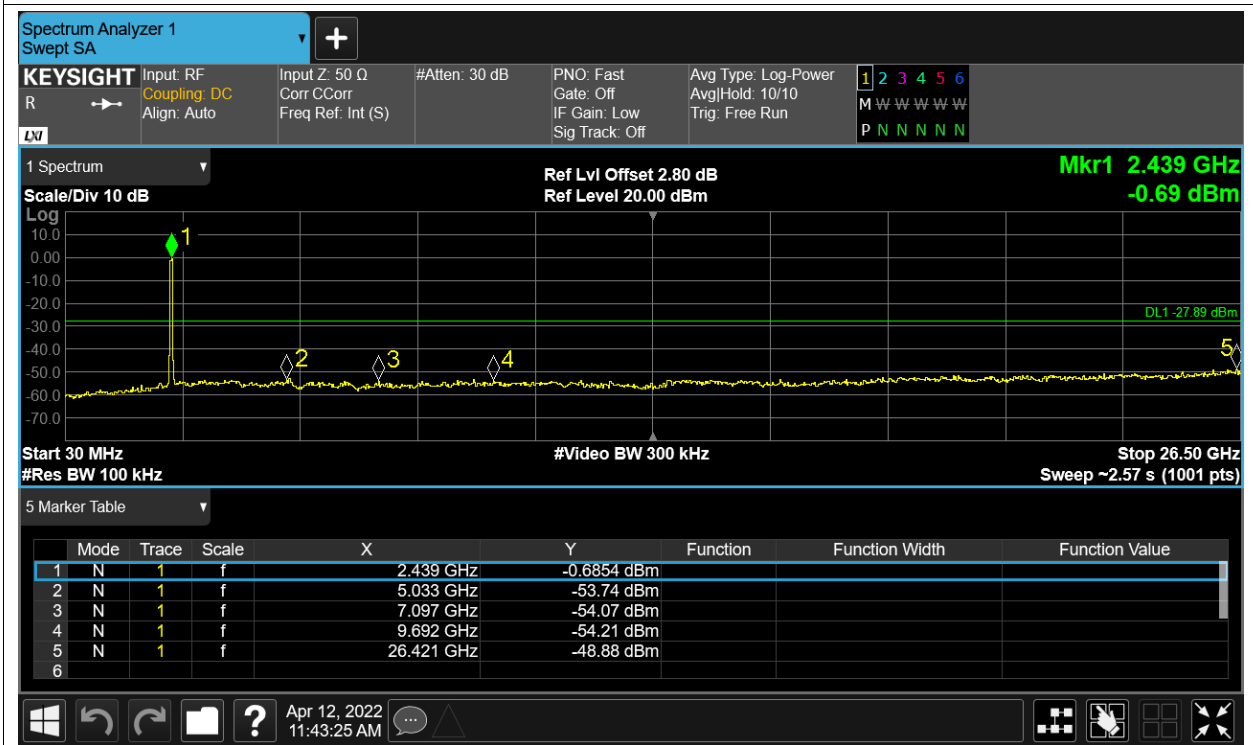 Spectrum Analyzer 1
Swept SA
KEYSIGHT Input: RF Input Z: 50 Ω #Atten: 30 dB PNO: Fast Avg Type: Log-Power 1 2 3 4 5 6
R Coupling: DC Corr CCorr Gate: Off Avg|Hold: 10/10 M W W W W W
Align: Auto Freq Ref: Int (S) IF Gain: Low Trig: Free Run
LXI Sig Track: Off P N N N N N
1 Spectrum Ref Lvl Offset 2.80 dB Mkr1 2.439 GHz
Scale/Div 10 dB Ref Level 20.00 dBm -0.69 dBm
Log
10.0 1
0.00
-10.0
-20.0
DL1 -27.89 dBm
-30.0
-40.0 5
2 3 4
-50.0
-60.0
-70.0
Start 30 MHz #Video BW 300 kHz Stop 26.50 GHz
#Res BW 100 kHz Sweep ~2.57 s (1001 pts)
5 Marker Table
Mode Trace Scale X Y Function Function Width Function Value
1 N 1 f 2.439 GHz -0.6854 dBm
2 N 1 f 5.033 GHz -53.74 dBm
3 N 1 f 7.097 GHz -54.07 dBm
4 N 1 f 9.692 GHz -54.21 dBm
5 N 1 f 26.421 GHz -48.88 dBm
6
? Apr 12, 2022
11:43:25 AM